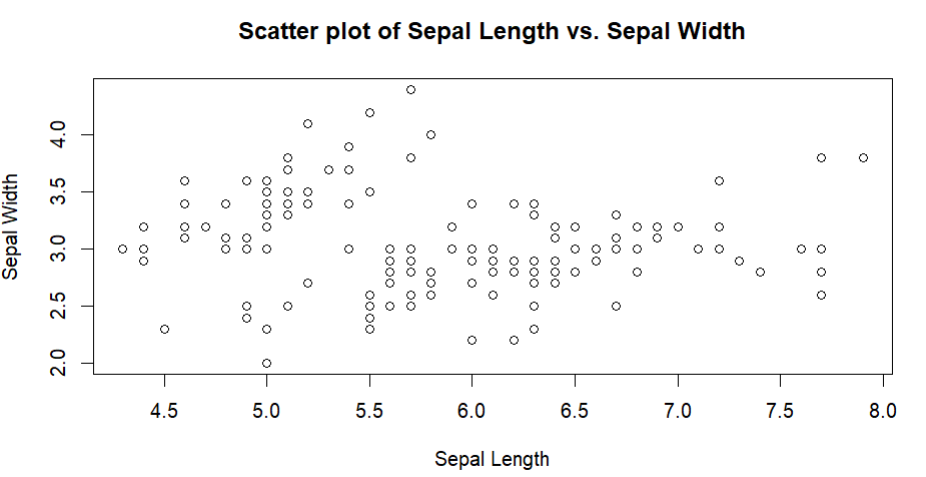 Scatter plot of Sepal Length vs. Sepal Width
Sepal Width
4.0
3.5
3.0
2.5
2.0
4.5 5.0 5.5 6.0 6.5 7.0 7.5 8.0
Sepal Length